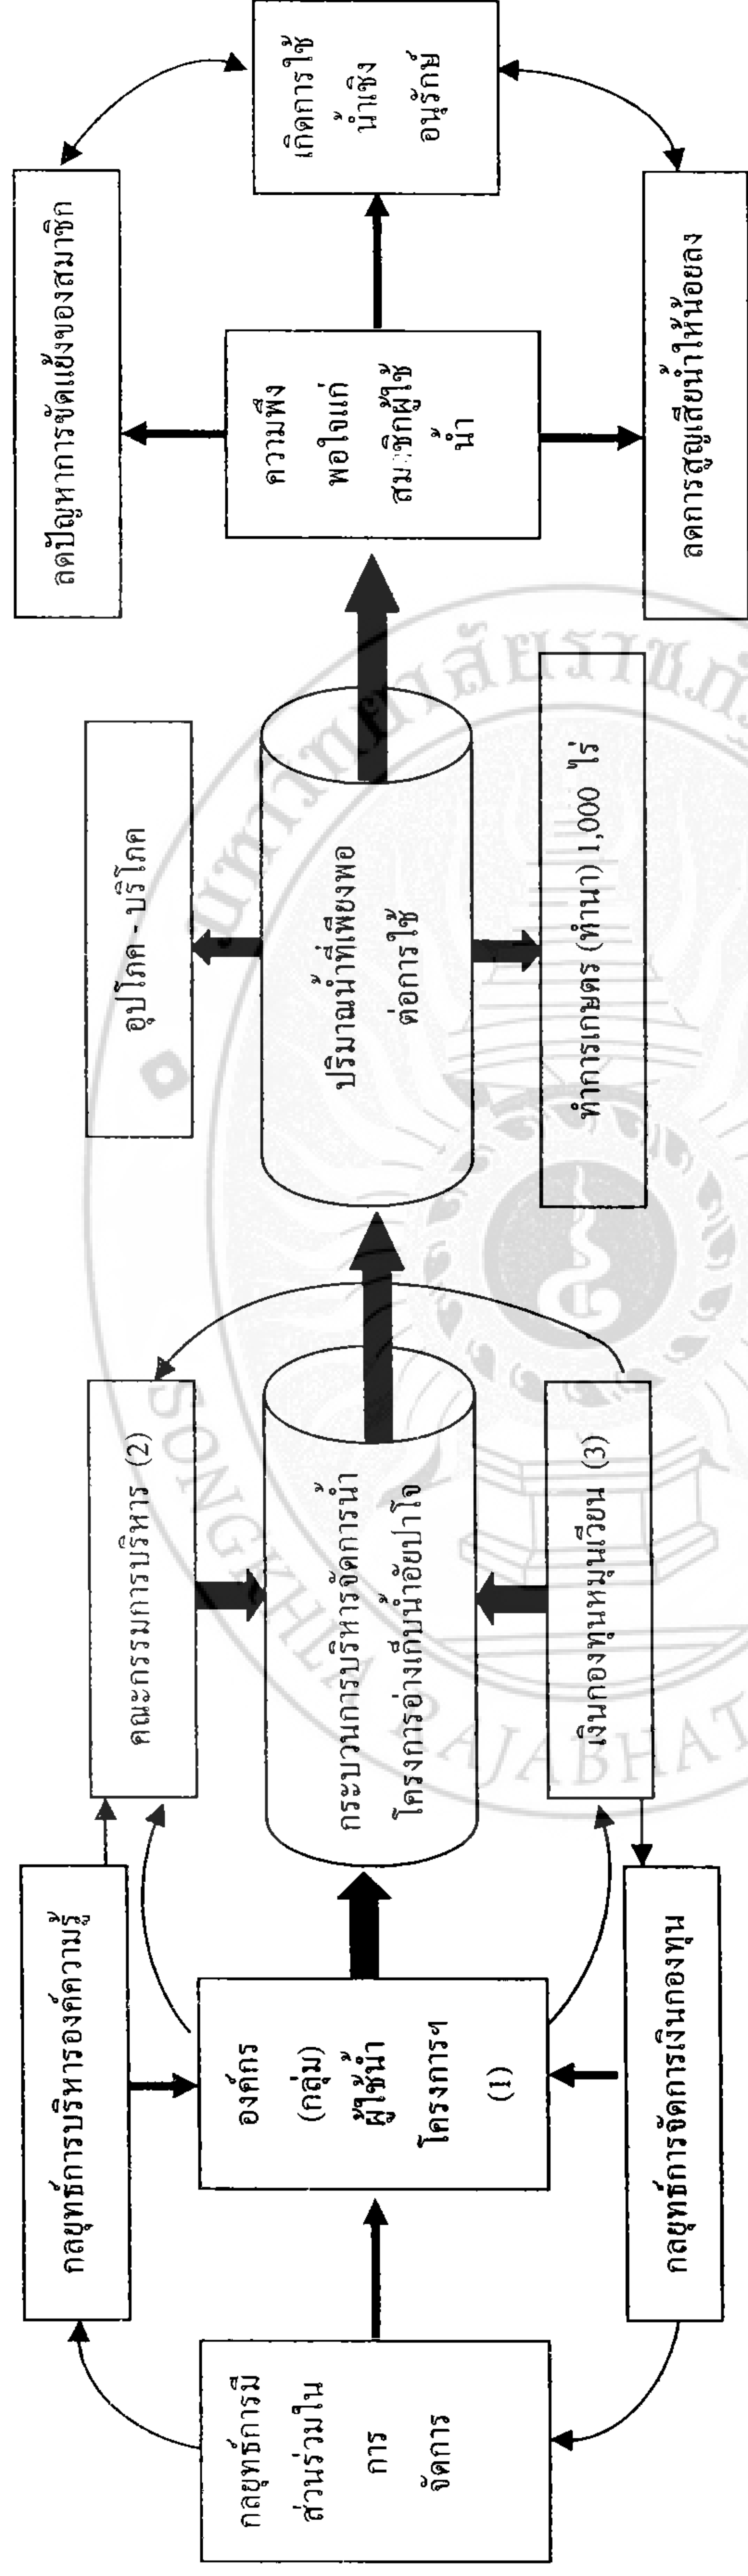 กลยุทธ์การมี
ส่วนร่วมใน
การ
จัดการ
กลยุทธ์การบริหารองค์ความรู้
องค์กร
(กลุ่ม)
ผู้ใช้น้ำ
โครงการฯ
(1)
กลยุทธ์การจัดการเงินกองทุน
คณะกรรมการบริหาร (2)
กระบวนการบริหารจัดการน้ำ
โครงการอ่างเก็บน้ำอัยปาโจ
เงินกองทุนหมุนเวียน (3)
อุปโภค - บริโภค
ปริมาณน้ำที่เพียงพอ
ต่อการใช้
ทำการเกษตร (ทำนา) 1,000 ไร่
ลดปัญหาการขัดแย้งของสมาชิก
ความพึง
พอใจแก่
สมาชิกผู้ใช้
น้ำ
ลดการสูญเสียน้ำให้น้อยลง
เกิดการใช้
น้ำเชิง
อนุรักษ์
SONGKHLA RAJABHAT